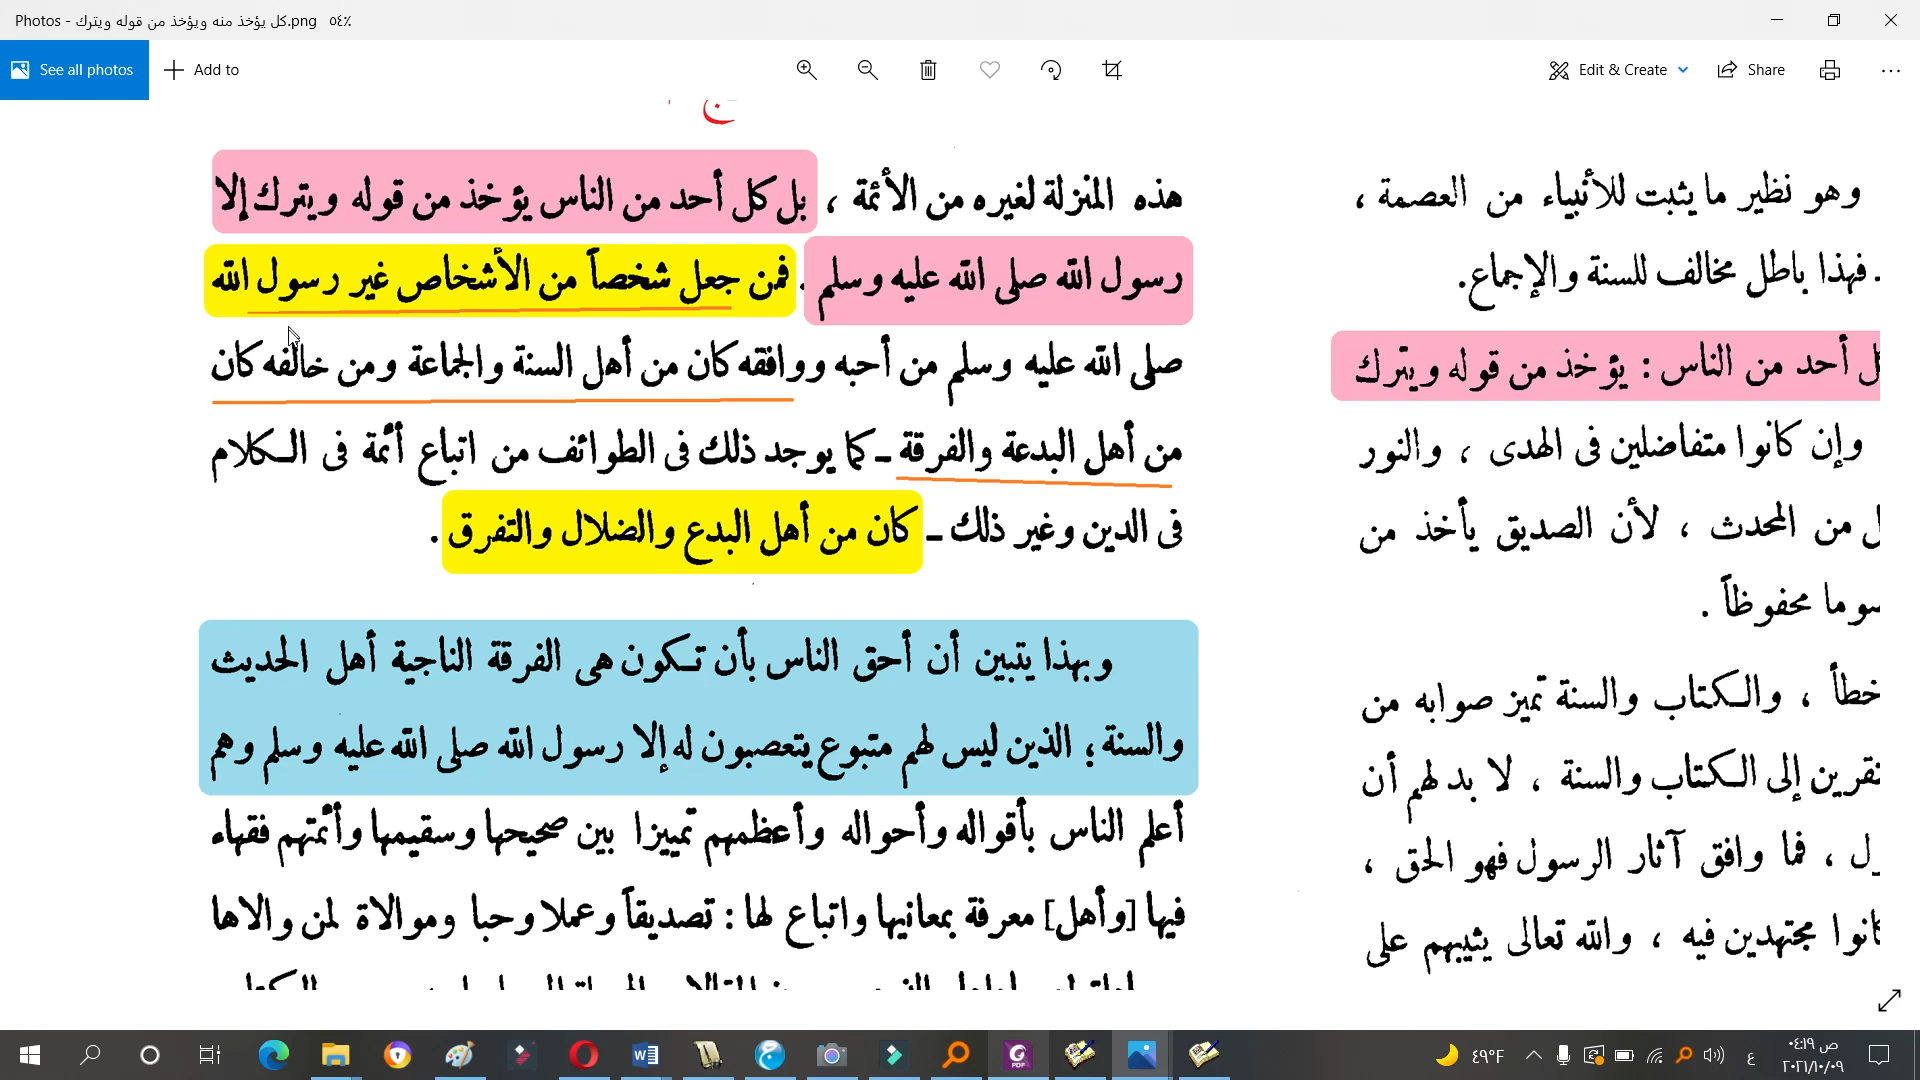 Photos - كل يؤخذ منه ويؤخذ من قوله ويترك.png ٥٤٪
See all photos
Add to
Edit & Create
Share
هذه المنزلة لغيره من الأئمة ، بل كل أحد من الناس يؤخذ من قوله ويترك إلا
رسول الله صلى الله عليه وسلم . فمن جعل شخصاً من الأشخاص غير رسول الله
صلى الله عليه وسلم من أحبه ووافقه كان من أهل السنة والجماعة ومن خالفه كان
من أهل البدعة والفرقة ــ كما يوجد ذلك فى الطوائف من اتباع أئمة فى الكلام
فى الدين وغير ذلك ــ كان من أهل البدع والضلال والتفرق .
وبهذا يتبين أن أحق الناس بأن تكون هى الفرقة الناجية أهل الحديث
والسنة ؛ الذين ليس لهم متبوع يتعصبون له إلا رسول الله صلى الله عليه وسلم وهم
أعلم الناس بأقواله وأحواله وأعظمهم تمييزا بين صحيحها وسقيمها وأئمتهم فقهاء
فيها [وأهل] معرفة بمعانيها واتباع لها : تصديقاً وعملا وحبا وموالاة لمن والاها
وهو نظير ما يثبت للأنبياء من العصمة ،
. فهذا باطل مخالف للسنة والإجماع.
أحد من الناس : يؤخذ من قوله ويترك
وإن كانوا متفاضلين فى الهدى ، والنور
من المحدث ، لأن الصديق يأخذ من
وما محفوظاً .
خطأ ، والكتاب والسنة تميز صوابه من
إلى الكتاب والسنة ، لا بد لهم أن
، فما وافق آثار الرسول فهو الحق ،
مجتهدين فيه ، والله تعالى يثيبهم على
٤٩°F
ع
٠٤:١٩ ص
٢٠٢١/١٠/٠٩